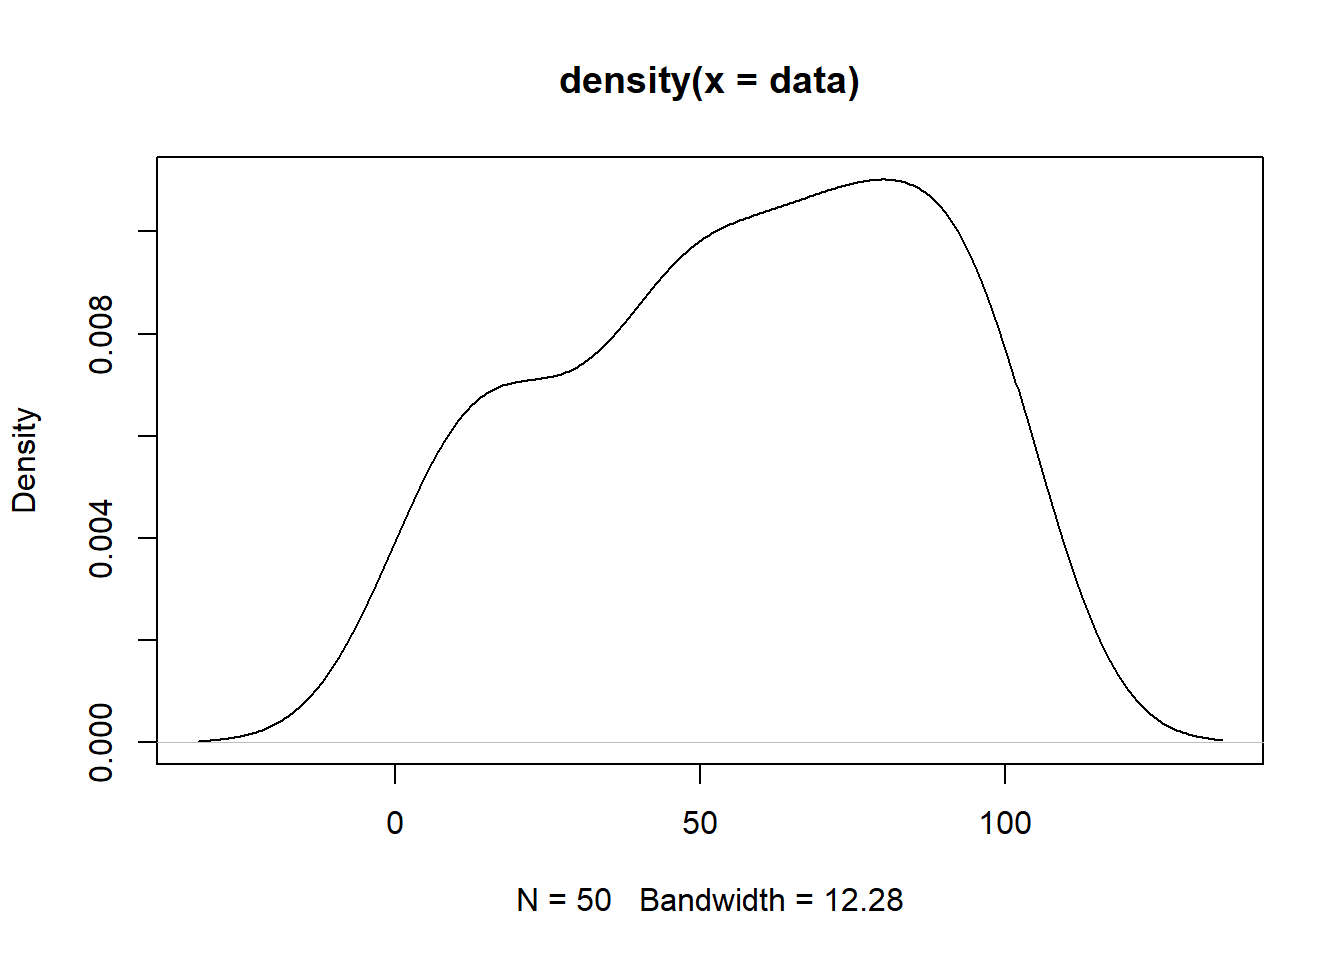 density(x = data)
Density
0.008
0.004
0.000
0 50 100
N = 50 Bandwidth = 12.28